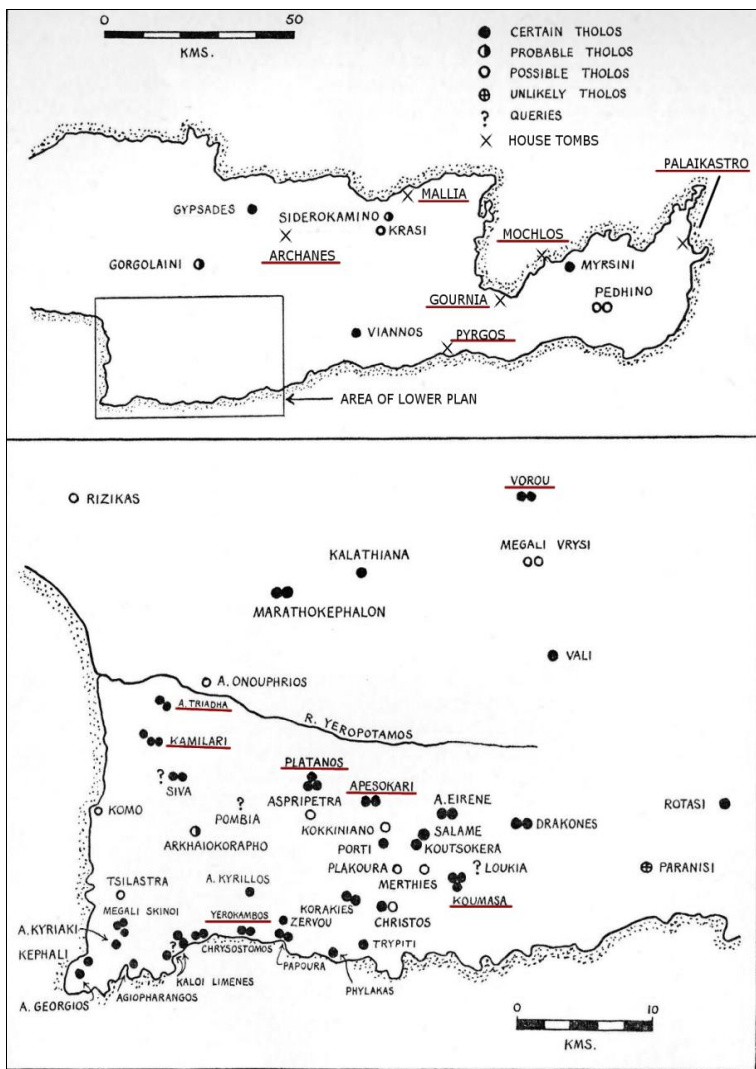 0 50
KMS.
CERTAIN THOLOS
PROBABLE THOLOS
POSSIBLE THOLOS
UNLIKELY THOLOS
? QUERIES
HOUSE TOMBS
PALAIKASTRO
MALLIA
GYPSADES
SIDEROKAMINO
KRASI
ARCHANES
MOCHLOS
MYRSINI
GORGOLAINI
GOURNIA
PEDHINO
VIANNOS
PYRGOS
AREA OF LOWER PLAN
RIZIKAS
VOROU
MEGALI VRYSI
KALATHIANA
MARATHOKEPHALON
VALI
A. ONOUPHRIOS
A. TRIADHA
R. YEROPOTAMOS
KAMILARI
PLATANOS
?
SIVA
ASPRIPETRA
APESOKARI
A. EIRENE
ROTASI
KOMO
?
POMBIA
KOKKINIANO
SALAME
DRAKONES
ARKHAIOKORAPHO
PORTI
KOUTSOKERA
PLAKOURA
MERTHIES
? LOUKIA
PARANISI
TSILASTRA
A. KYRILLOS
KOUMASA
MEGALI SKINOI
YEROKAMBOS
KORAKIES
ZERVOU
CHRISTOS
A. KYRIAKI
KEPHALI
?
CHRYSOSTOMOS
TRYPITI
KALOI LIMENES
PAPOURA
PHYLAKAS
A. GEORGIOS
AGIOPHARANGOS
0 10
KMS.